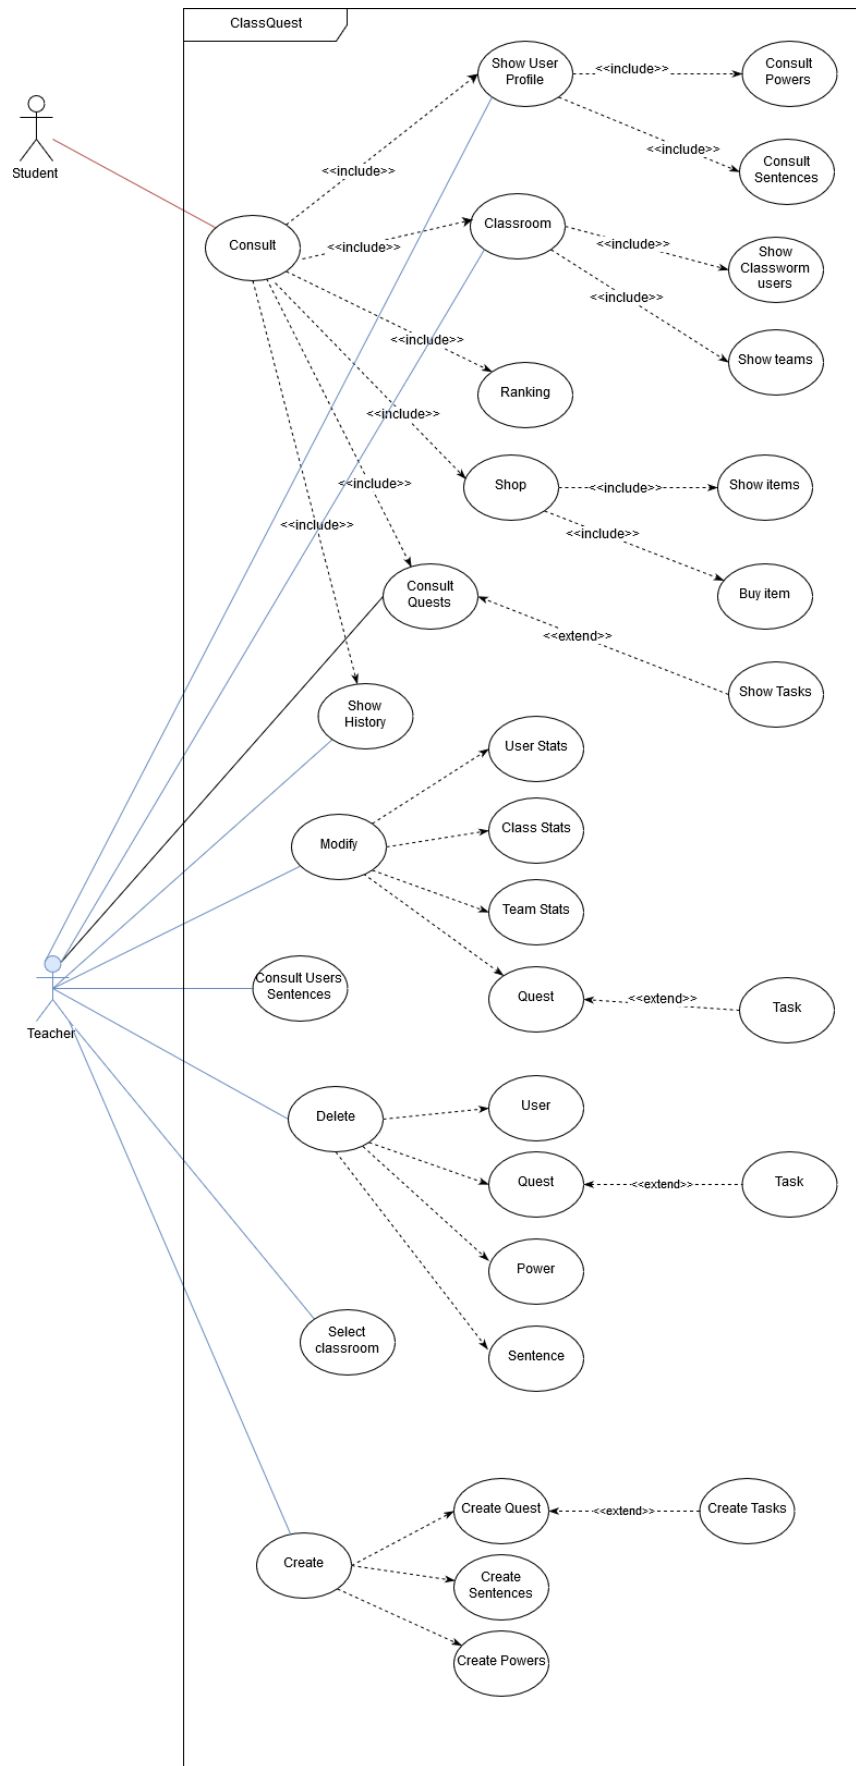 ClassQuest
Show User
Profile
<<include>>
Consult
Powers
Student
<<include>>
<<include>>
Consult
Sentences
Consult
<<include>>
Classroom
<<include>>
Show
Classworm
users
<<include>>
<<include>>
Show teams
Ranking
<<include>>
Shop
<<include>>
Show items
<<include>>
<<include>>
<<include>>
Consult
Quests
Buy item
<<extend>>
Show Tasks
Show
History
User Stats
Modify
Class Stats
Team Stats
Consult Users
Sentences
Quest
<<extend>>
Task
Teacher
Delete
User
Quest
<<extend>>
Task
Power
Select
classroom
Sentence
Create Quest
<<extend>>
Create Tasks
Create
Create
Sentences
Create Powers